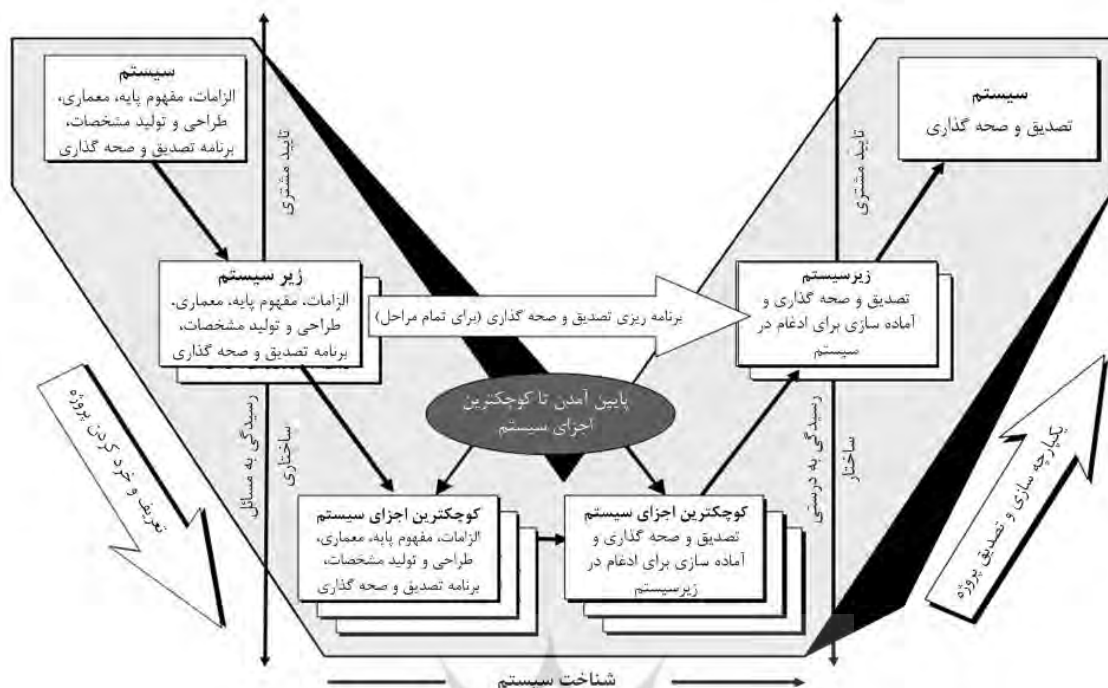 سیستم
الزامات، مفهوم پایه، معماری،
طراحی و تولید مشخصات،
برنامه تصدیق و صحه گذاری
تایید مشتری
سیستم
تصدیق و صحه گذاری
تایید مشتری
زیر سیستم
الزامات، مفهوم پایه، معماری،
طراحی و تولید مشخصات،
برنامه تصدیق و صحه گذاری
برنامه ریزی تصدیق و صحه گذاری (برای تمام مراحل)
زیرسیستم
تصدیق و صحه گذاری و
آماده سازی برای ادغام در
سیستم
پایین آمدن تا کوچکترین
اجزای سیستم
تعریف و خرد کردن پروژه
رسیدگی به مسائل
ساختاری
رسیدگی به درستی
ساختار
یکپارچه سازی و تصدیق پروژه
کوچکترین اجزای سیستم
الزامات، مفهوم پایه، معماری،
طراحی و تولید مشخصات،
برنامه تصدیق و صحه گذاری
کوچکترین اجزای سیستم
تصدیق و صحه گذاری و
آماده سازی برای ادغام در
زیرسیستم
شناخت سیستم